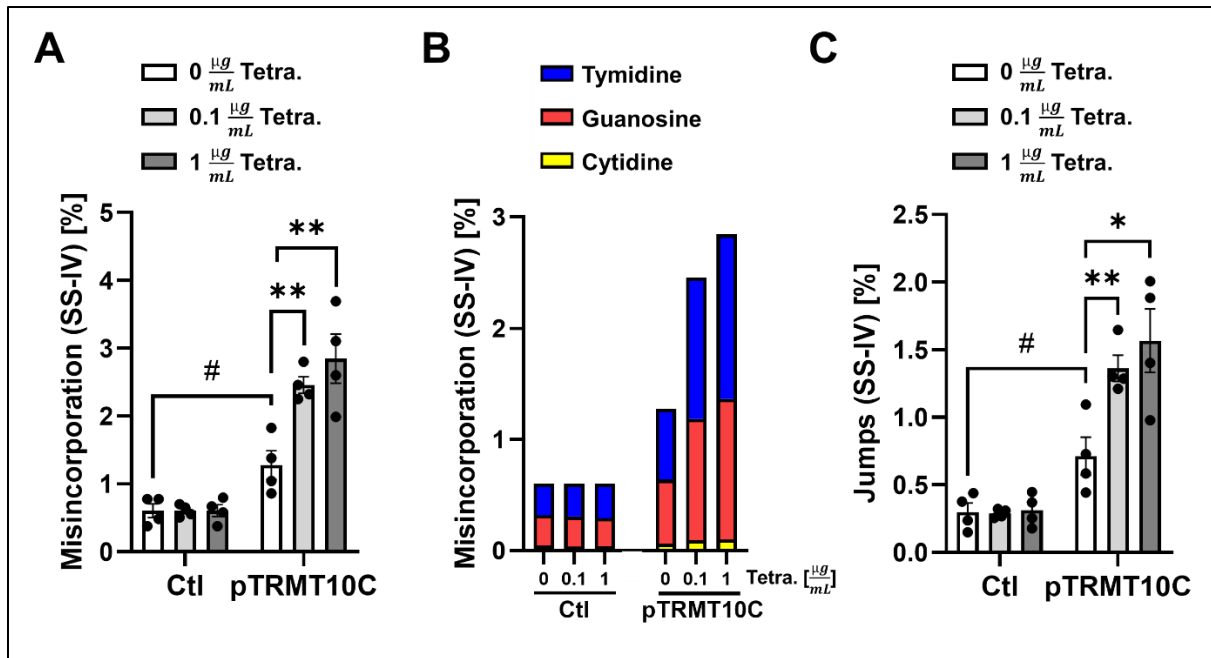 A
0 μg/mL Tetra.
0.1 μg/mL Tetra.
1 μg/mL Tetra.
Misincorporation (SS-IV) [%]
5
4
3
2
1
0
#
**
**
Ctl
pTRMT10C
B
Tymidine
Guanosine
Cytidine
Misincorporation (SS-IV) [%]
3
2
1
0
0 0.1 1 0 0.1 1 Tetra. [μg/mL]
Ctl
pTRMT10C
C
0 μg/mL Tetra.
0.1 μg/mL Tetra.
1 μg/mL Tetra.
Jumps (SS-IV) [%]
2.5
2.0
1.5
1.0
0.5
0.0
#
**
*
Ctl
pTRMT10C